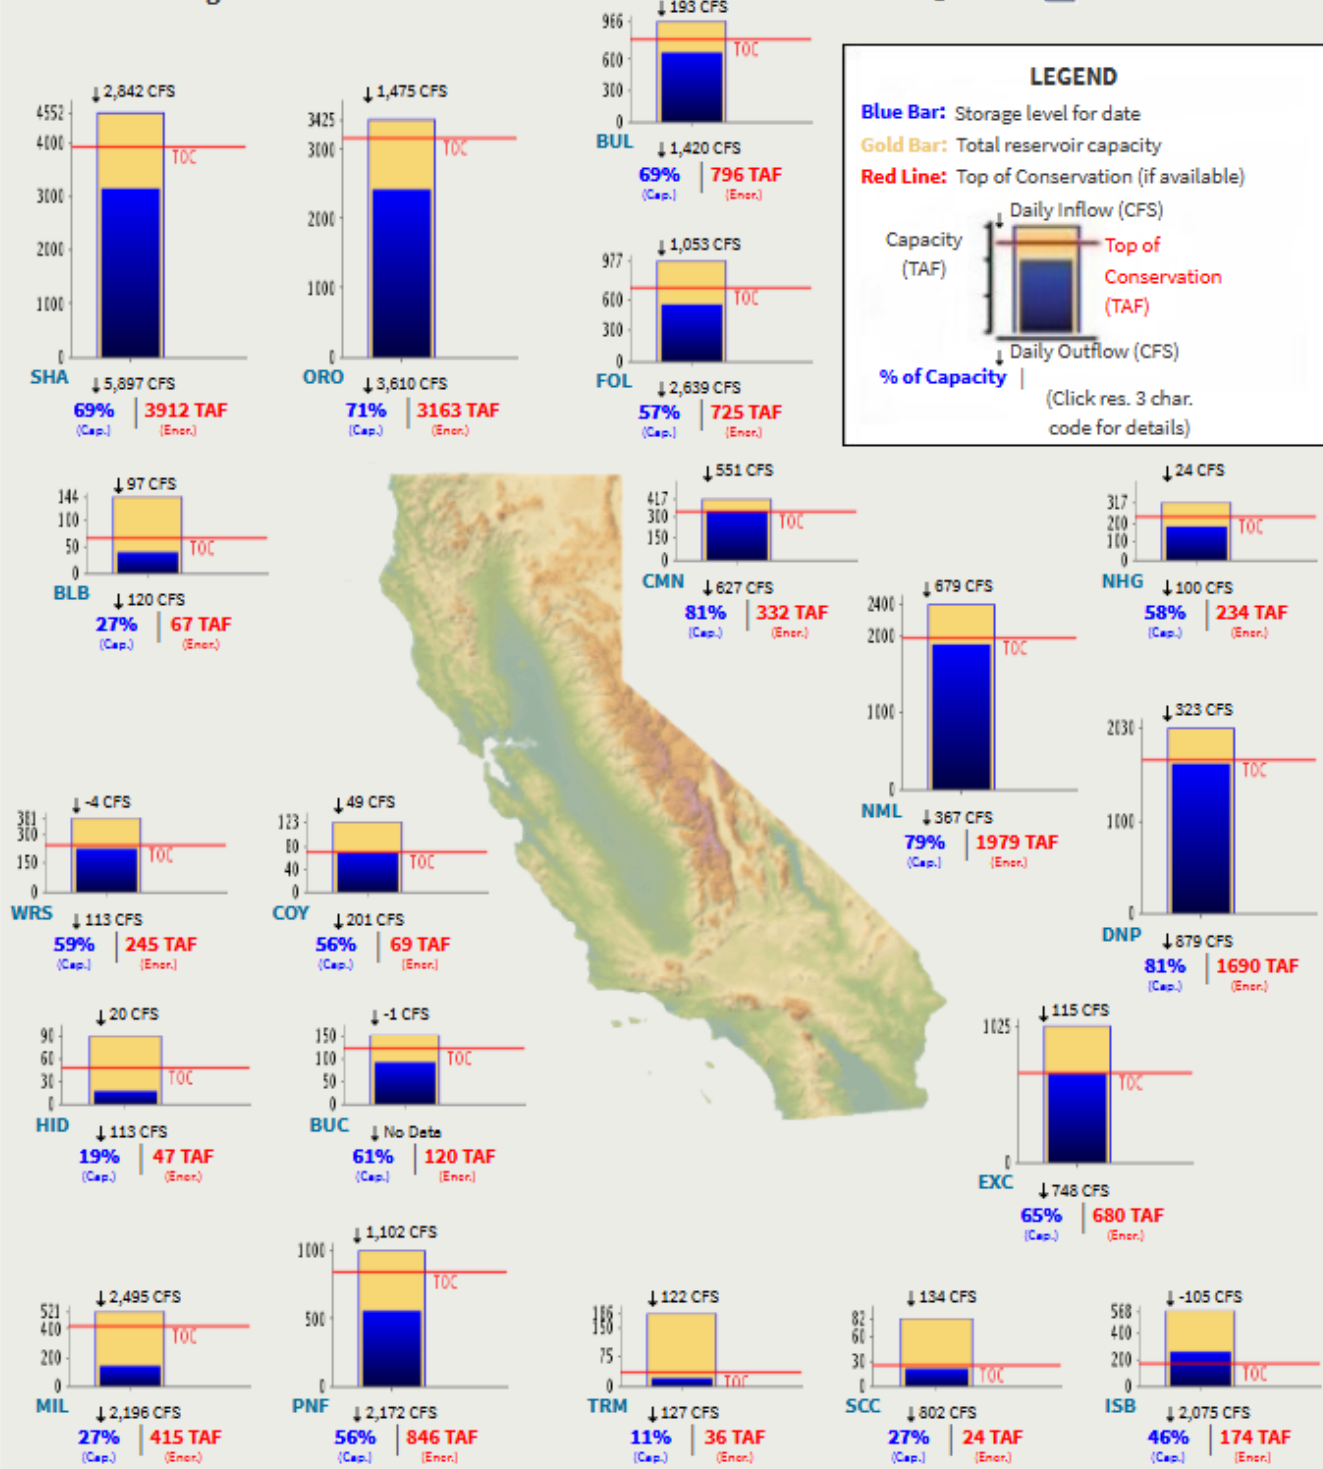 ↓193 CFS
966
600
300
0
TOC
BUL
↓1,420 CFS
69% | 796 TAF
(Cap.) (Encr.)
↓2,842 CFS
4552
4000
3000
2000
1000
0
TOC
SHA
↓5,897 CFS
69% | 3912 TAF
(Cap.) (Encr.)
↓1,475 CFS
3425
3000
2000
1000
0
TOC
ORO
↓3,610 CFS
71% | 3163 TAF
(Cap.) (Encr.)
↓1,053 CFS
977
600
300
0
TOC
FOL
↓2,639 CFS
57% | 725 TAF
(Cap.) (Encr.)
LEGEND
Blue Bar: Storage level for date
Gold Bar: Total reservoir capacity
Red Line: Top of Conservation (if available)
↓ Daily Inflow (CFS)
Capacity
(TAF)
Top of
Conservation
(TAF)
↓ Daily Outflow (CFS)
% of Capacity |
(Click res. 3 char.
code for details)
↓97 CFS
144
100
50
0
TOC
BLB
↓120 CFS
27% | 67 TAF
(Cap.) (Encr.)
↓551 CFS
417
300
150
0
TOC
CMN
↓627 CFS
81% | 332 TAF
(Cap.) (Encr.)
↓24 CFS
317
200
100
0
TOC
NHG
↓100 CFS
58% | 234 TAF
(Cap.) (Encr.)
↓679 CFS
2400
2000
1000
0
TOC
NML
↓367 CFS
79% | 1979 TAF
(Cap.) (Encr.)
↓323 CFS
2030
1000
0
TOC
DNP
↓879 CFS
81% | 1690 TAF
(Cap.) (Encr.)
↓-4 CFS
381
300
150
0
TOC
WRS
↓113 CFS
59% | 245 TAF
(Cap.) (Encr.)
↓49 CFS
123
80
40
0
TOC
COY
↓201 CFS
56% | 69 TAF
(Cap.) (Encr.)
↓20 CFS
90
60
30
0
TOC
HID
↓113 CFS
19% | 47 TAF
(Cap.) (Encr.)
↓-1 CFS
150
100
50
0
TOC
BUC
↓No Data
61% | 120 TAF
(Cap.) (Encr.)
↓115 CFS
1025
0
TOC
EXC
↓748 CFS
65% | 680 TAF
(Cap.) (Encr.)
↓2,495 CFS
521
400
200
0
TOC
MIL
↓2,196 CFS
27% | 415 TAF
(Cap.) (Encr.)
↓1,102 CFS
1000
500
0
TOC
PNF
↓2,172 CFS
56% | 846 TAF
(Cap.) (Encr.)
↓122 CFS
186
150
75
0
TOC
TRM
↓127 CFS
11% | 36 TAF
(Cap.) (Encr.)
↓134 CFS
82
60
30
0
TOC
SCC
↓802 CFS
27% | 24 TAF
(Cap.) (Encr.)
↓-105 CFS
568
400
200
0
TOC
ISB
↓2,075 CFS
46% | 174 TAF
(Cap.) (Encr.)